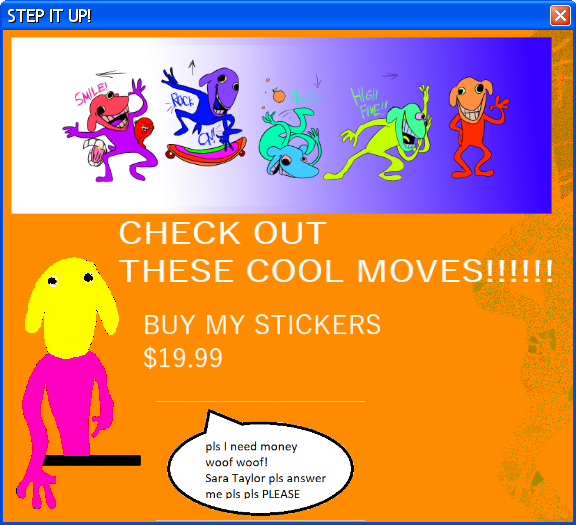 STEP IT UP!
SMILE!
ROCK
ON!
HIGH
FIVE!!
CHECK OUT
THESE COOL MOVES!!!!!!
BUY MY STICKERS
$19.99
pls I need money
woof woof!
Sara Taylor pls answer
me pls pls PLEASE